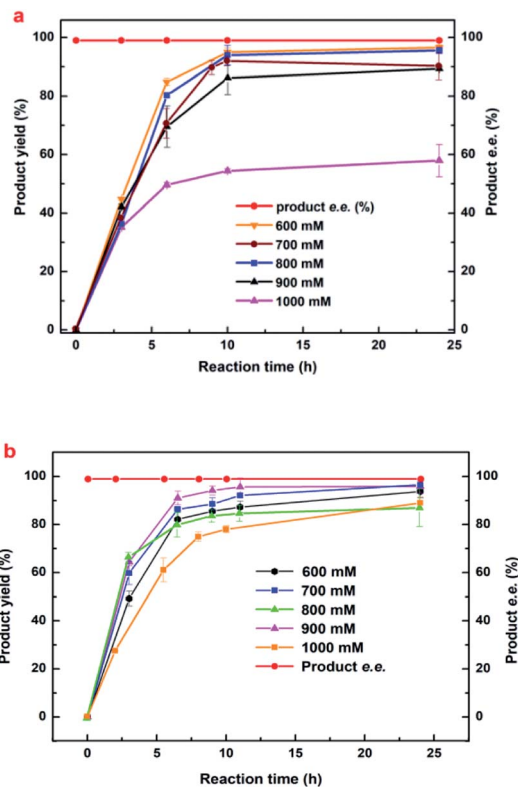 a
100
80
60
40
20
0
Product yield (%)
100
80
60
40
20
0
Product e.e. (%)
product e.e. (%)
600 mM
700 mM
800 mM
900 mM
1000 mM
0
5
10
15
20
25
Reaction time (h)
b
100
80
60
40
20
0
Product yield (%)
100
80
60
40
20
0
Product e.e. (%)
600 mM
700 mM
800 mM
900 mM
1000 mM
Product e.e.
0
5
10
15
20
25
Reaction time (h)